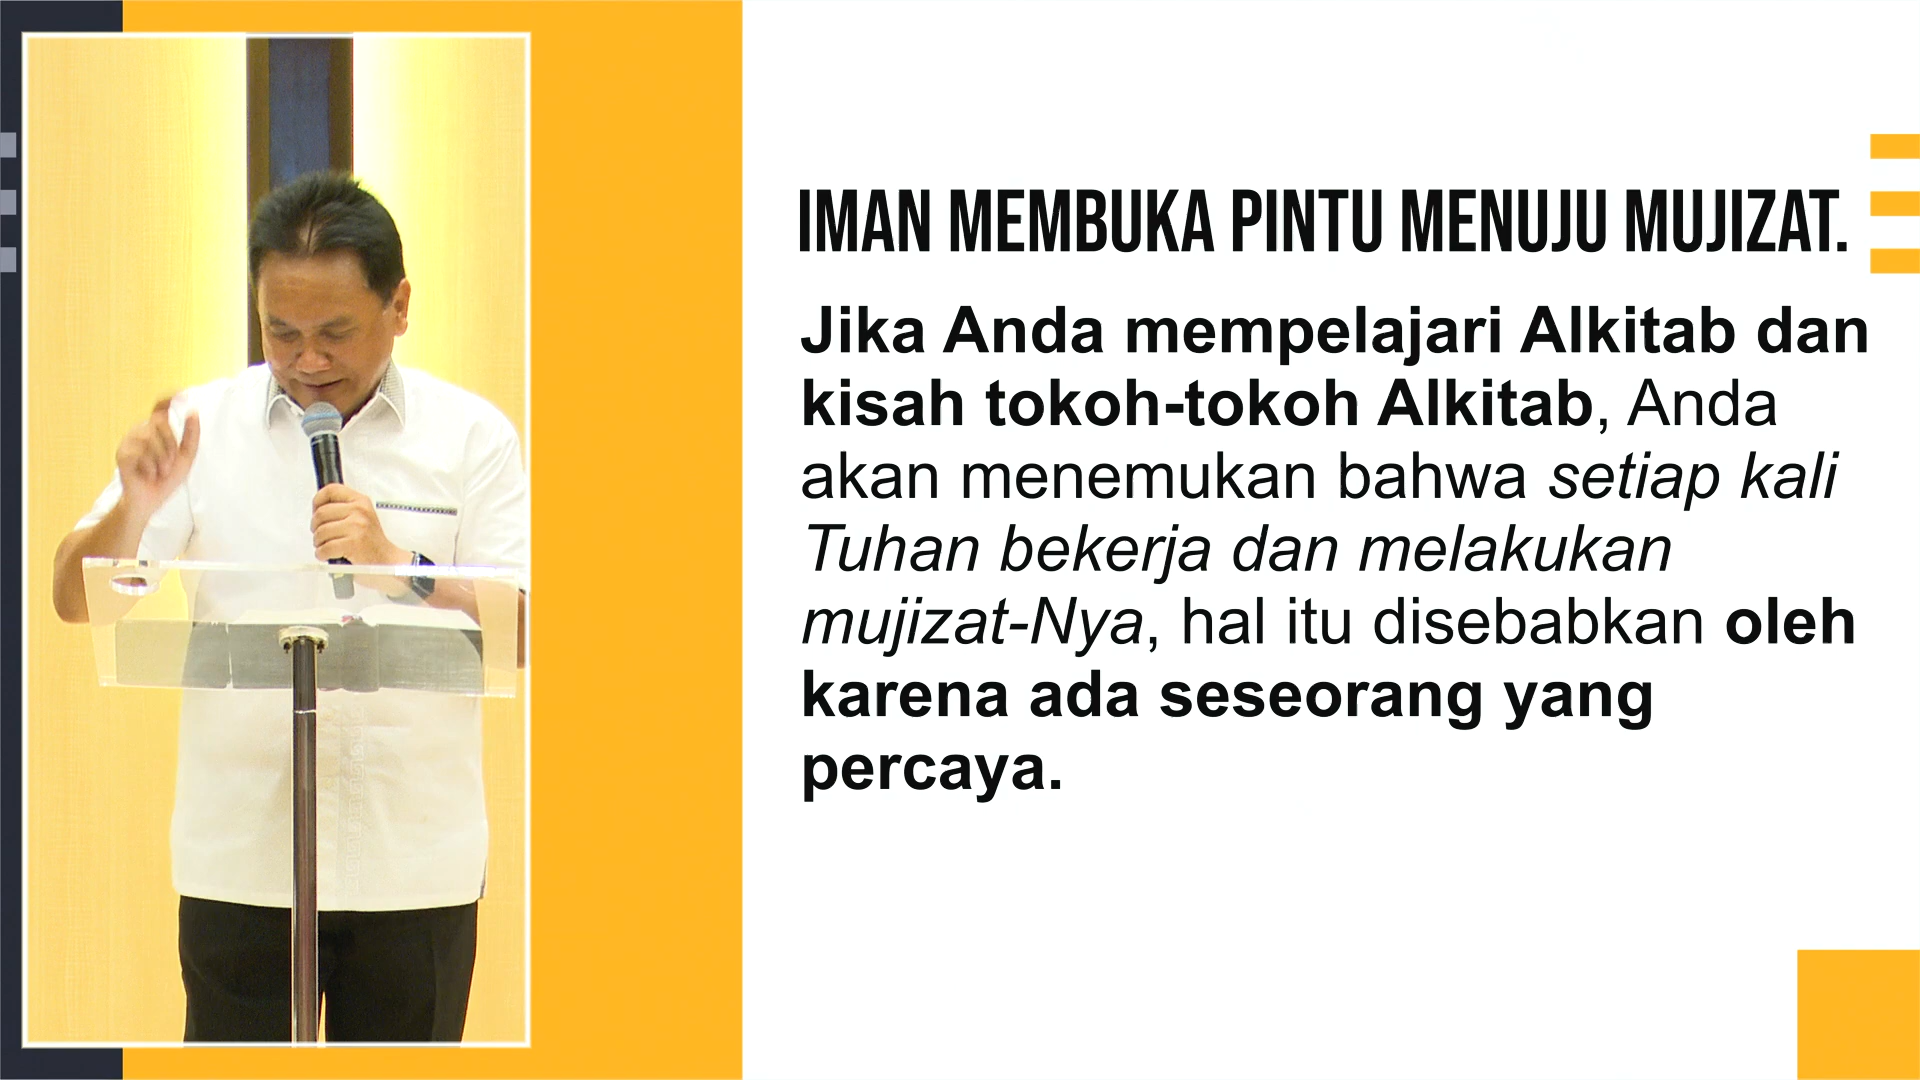 IMAN MEMBUKA PINTU MENUJU MUJIZAT.
Jika Anda mempelajari Alkitab dan
kisah tokoh-tokoh Alkitab, Anda
akan menemukan bahwa setiap kali
Tuhan bekerja dan melakukan
mujizat-Nya, hal itu disebabkan oleh
karena ada seseorang yang
percaya.